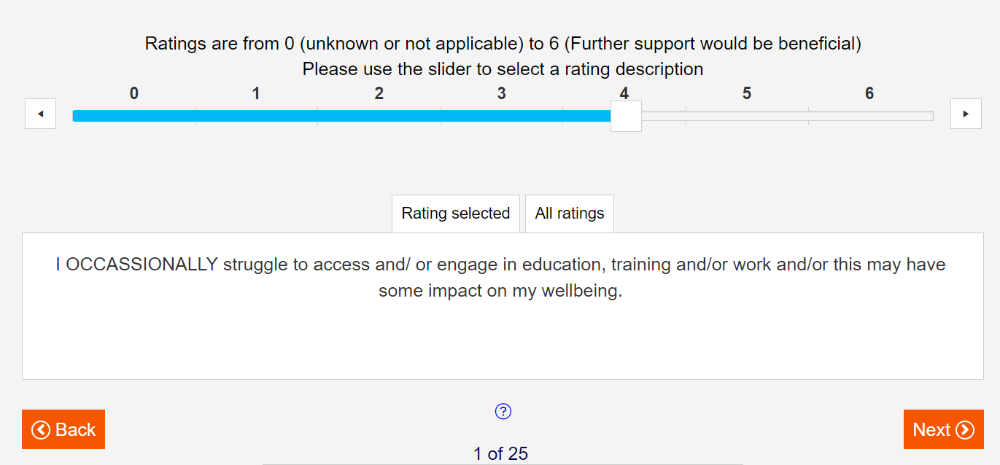 Ratings are from 0 (unknown or not applicable) to 6 (Further support would be beneficial)
Please use the slider to select a rating description
0 1 2 3 4 5 6
Rating selected
All ratings
I OCCASSIONALLY struggle to access and/ or engage in education, training and/or work and/or this may have
some impact on my wellbeing.
?
Back
Next
1 of 25